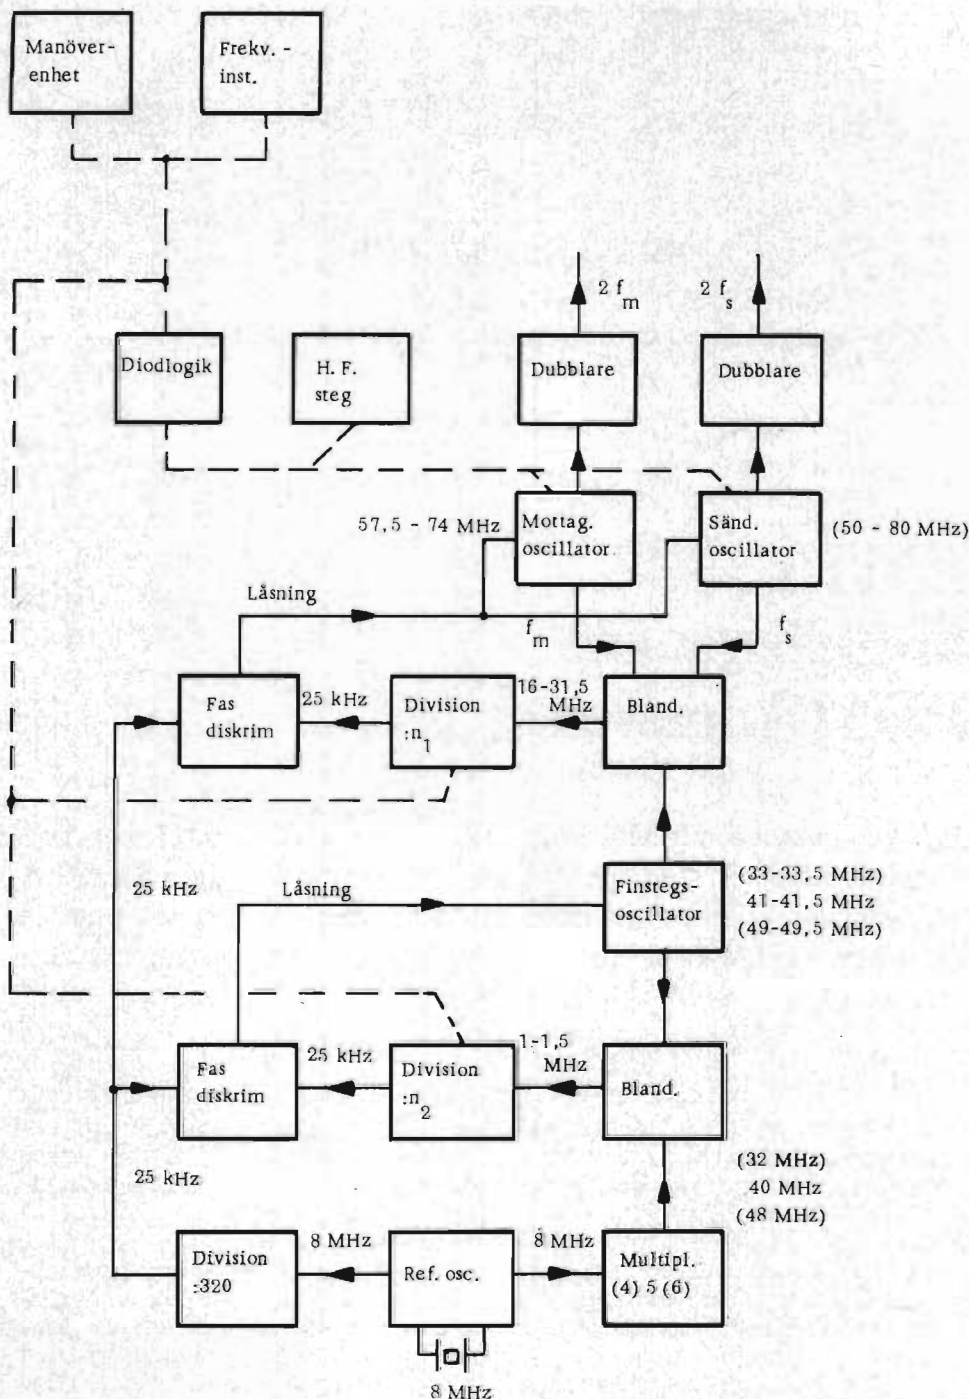 Manöver-
enhet
Frekv. -
inst.
2 f
m
2 f
s
Diodlogik
H. F.
steg
Dubblare
Dubblare
57,5 - 74 MHz
Mottag.
oscillator
Sänd.
oscillator
(50 - 80 MHz)
Låsning
f
m
f
s
Fas
diskrim
25 kHz
Division
:n
1
16-31,5
MHz
Bland.
25 kHz
Låsning
Finstegs-
oscillator
(33-33,5 MHz)
41-41,5 MHz
(49-49,5 MHz)
Fas
diskrim
25 kHz
Division
:n
2
1-1,5
MHz
Bland.
25 kHz
(32 MHz)
40 MHz
(48 MHz)
Division
:320
8 MHz
Ref. osc.
8 MHz
Multipl.
(4) 5 (6)
8 MHz